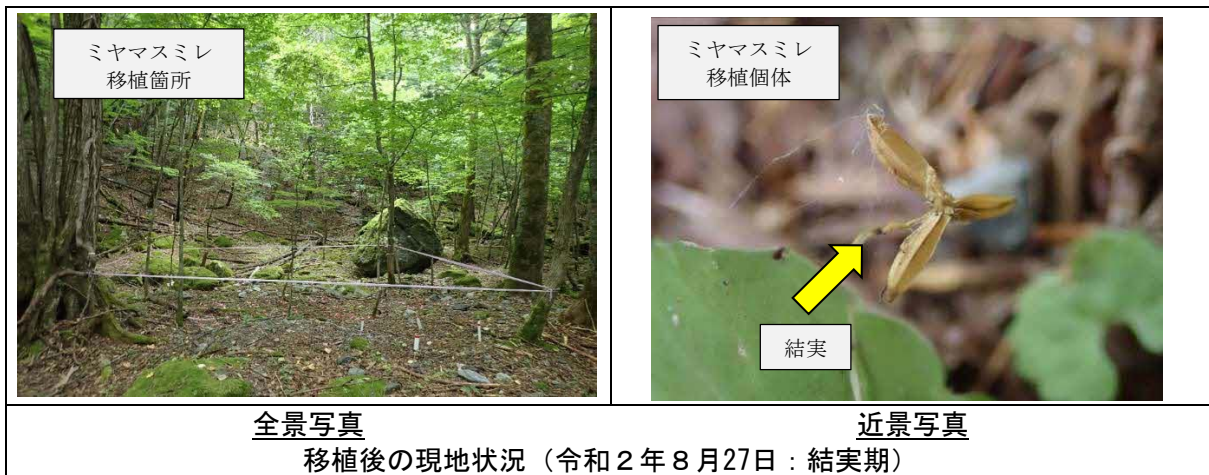 ミヤマスミレ
移植箇所
ミヤマスミレ
移植個体
結実
全景写真
近景写真
移植後の現地状況（令和２年８月27日：結実期）